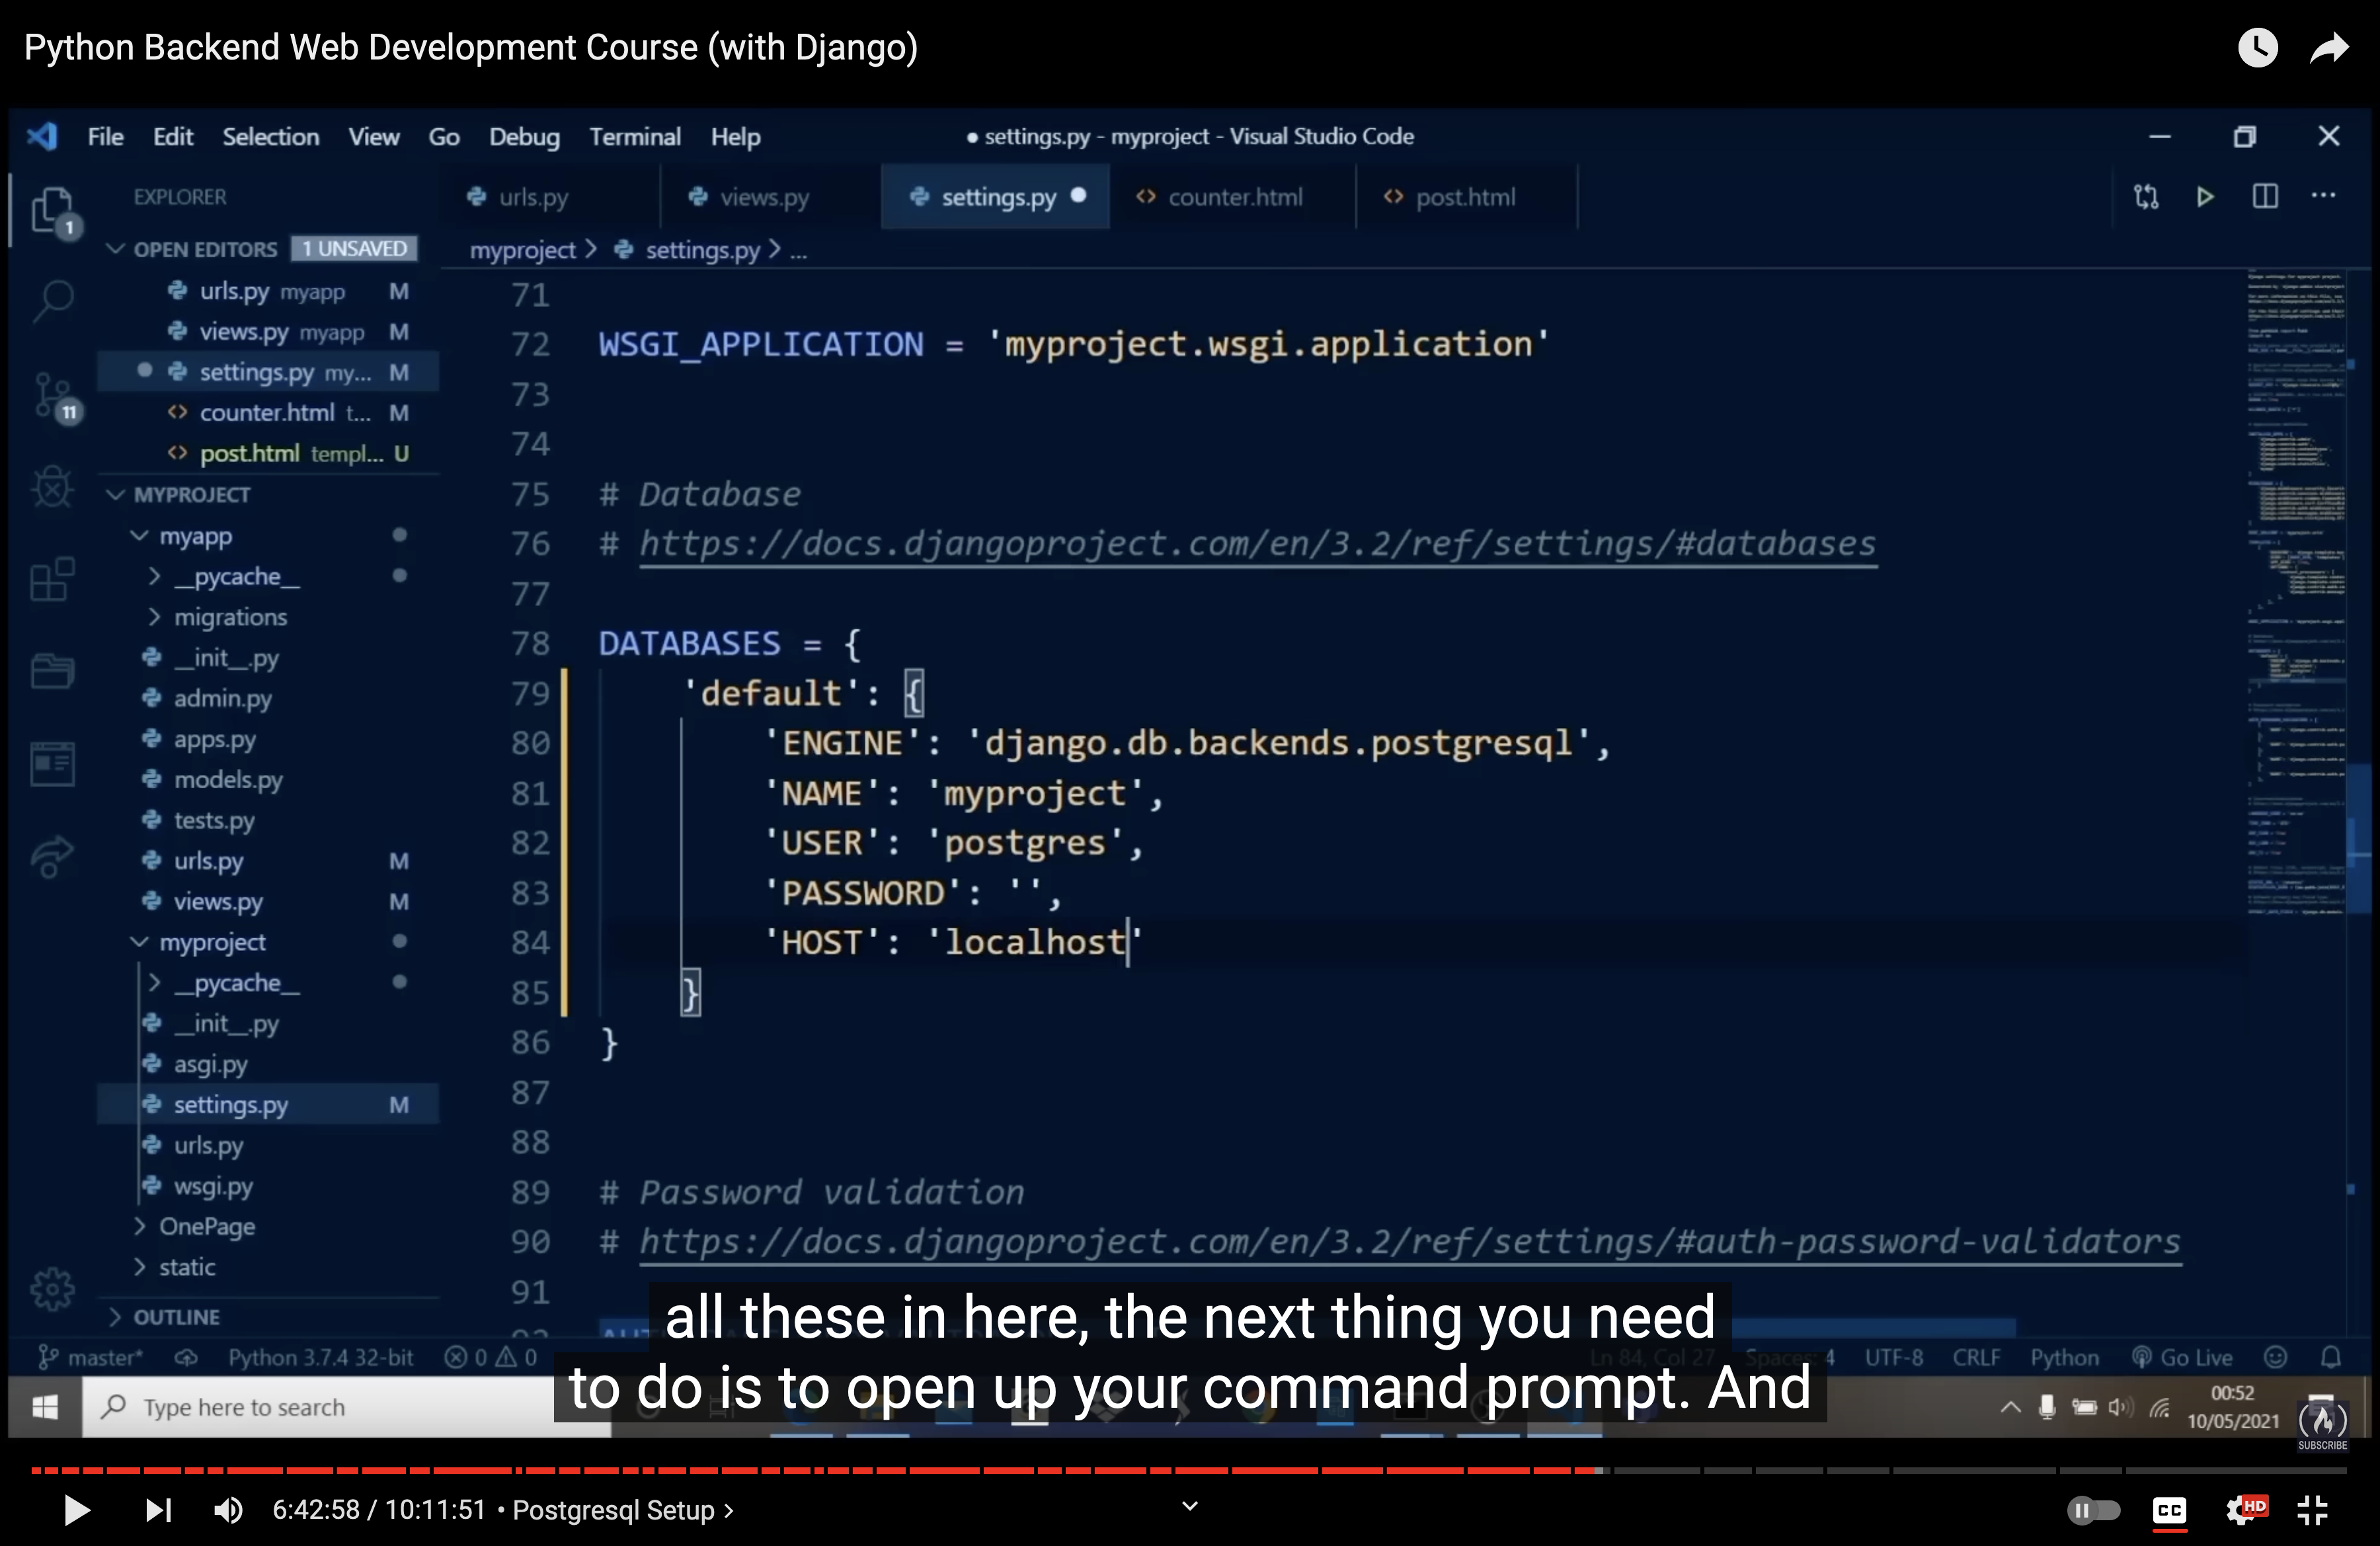 Python Backend Web Development Course (with Django)
File Edit Selection View Go Debug Terminal Help
● settings.py - myproject - Visual Studio Code
EXPLORER
urls.py
views.py
settings.py ●
counter.html
post.html
1
OPEN EDITORS 1 UNSAVED
myproject > settings.py > ...
urls.py myapp M
views.py myapp M
settings.py my... M
counter.html t... M
post.html templ... U
11
MYPROJECT
myapp
__pycache__
migrations
__init__.py
admin.py
apps.py
models.py
tests.py
urls.py M
views.py M
myproject
__pycache__
__init__.py
asgi.py
settings.py M
urls.py
wsgi.py
OnePage
static
OUTLINE
71
72 WSGI_APPLICATION = 'myproject.wsgi.application'
73
74
75 # Database
76 # https://docs.djangoproject.com/en/3.2/ref/settings/#databases
77
78 DATABASES = {
79 'default': {
80 'ENGINE': 'django.db.backends.postgresql',
81 'NAME': 'myproject',
82 'USER': 'postgres',
83 'PASSWORD': '',
84 'HOST': 'localhost'
85 }
86 }
87
88
89 # Password validation
90 # https://docs.djangoproject.com/en/3.2/ref/settings/#auth-password-validators
91
all these in here, the next thing you need
to do is to open up your command prompt. And
master* Python 3.7.4 32-bit 0 0 Ln 84, Col 27 Spaces: 4 UTF-8 CRLF Python Go Live
Type here to search
00:52
10/05/2021
SUBSCRIBE
6:42:58 / 10:11:51 • Postgresql Setup >
CC
HD